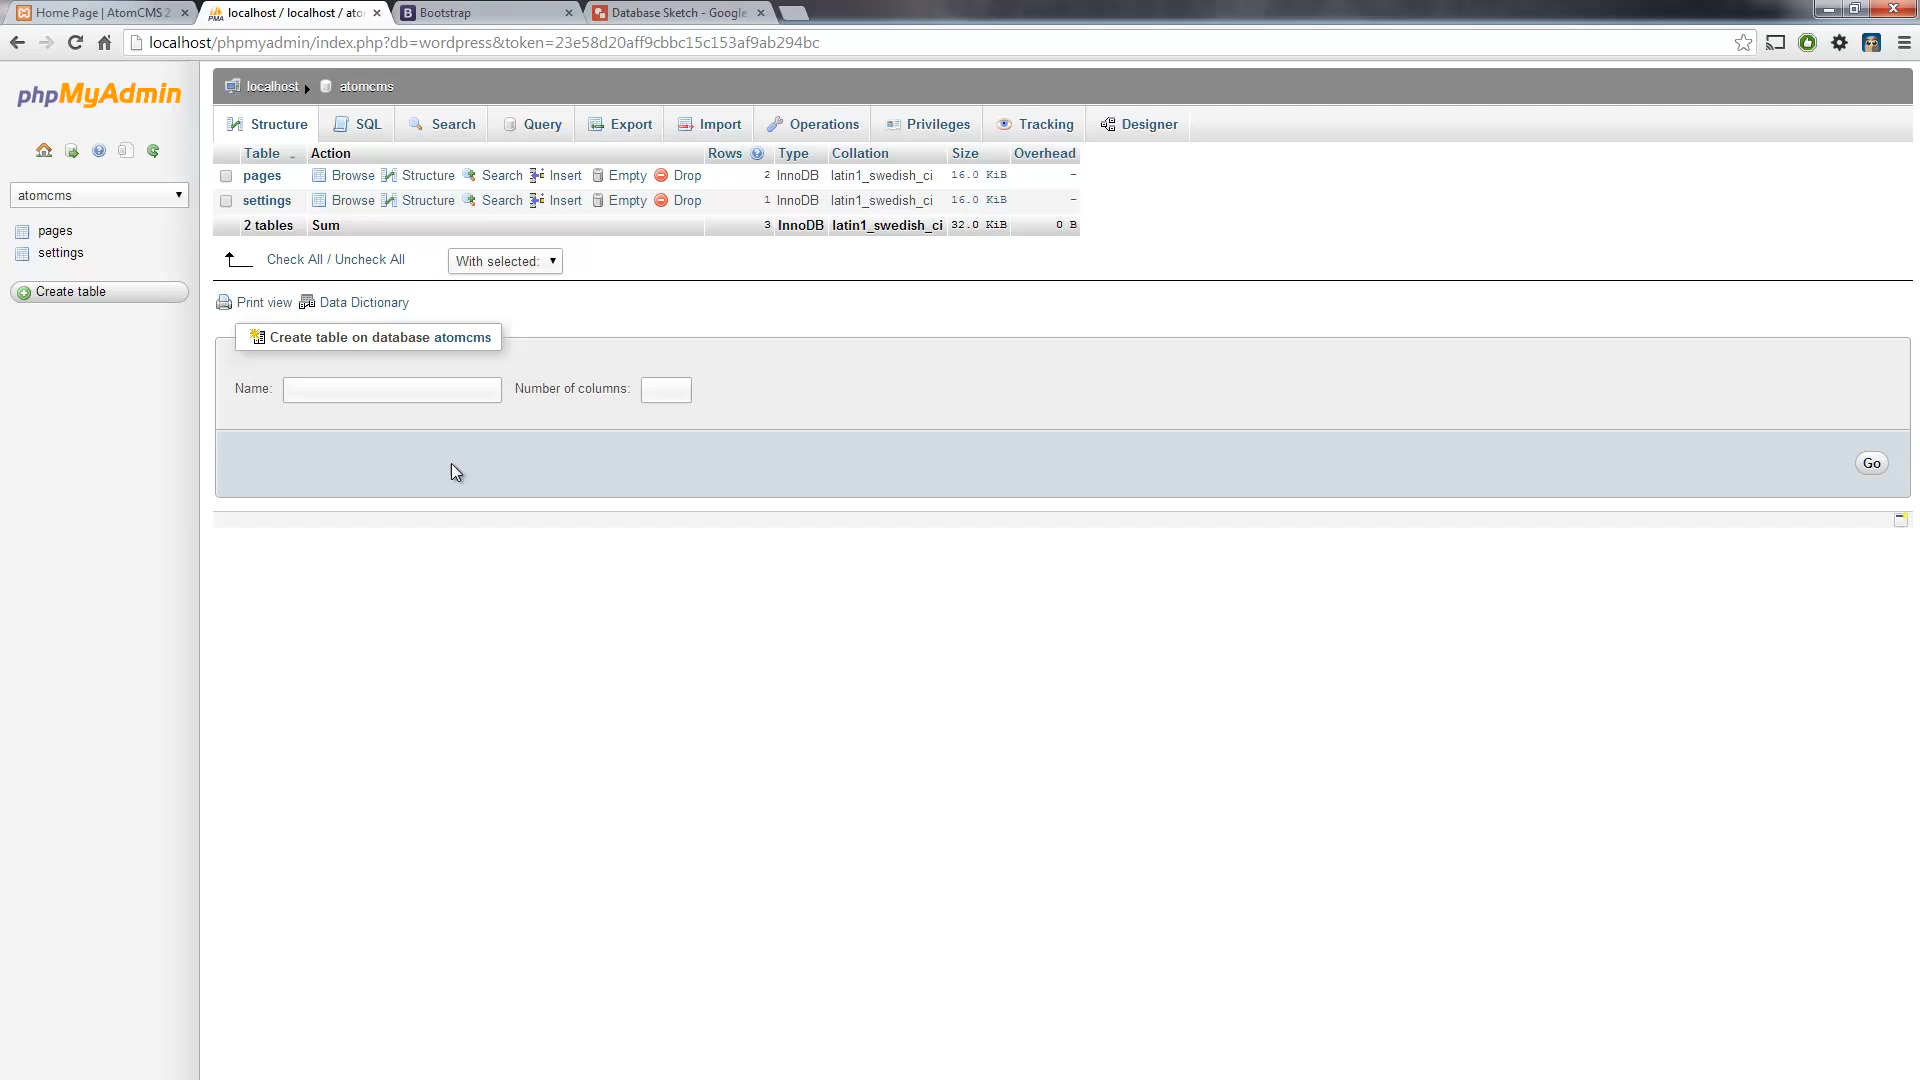 Home Page | AtomCMS 2
localhost / localhost / ato
Bootstrap
Database Sketch - Google
localhost/phpmyadmin/index.php?db=wordpress&token=23e58d20aff9cbbc15c153af9ab294bc
phpMyAdmin
atomcms
pages
settings
Create table
localhost
atomcms
Structure
SQL
Search
Query
Export
Import
Operations
Privileges
Tracking
Designer
Table Action Rows Type Collation Size Overhead
pages Browse Structure Search Insert Empty Drop 2 InnoDB latin1_swedish_ci 16.0 KiB -
settings Browse Structure Search Insert Empty Drop 1 InnoDB latin1_swedish_ci 16.0 KiB -
2 tables Sum 3 InnoDB latin1_swedish_ci 32.0 KiB 0 B
Check All / Uncheck All With selected:
Print view Data Dictionary
Create table on database atomcms
Name: Number of columns:
Go